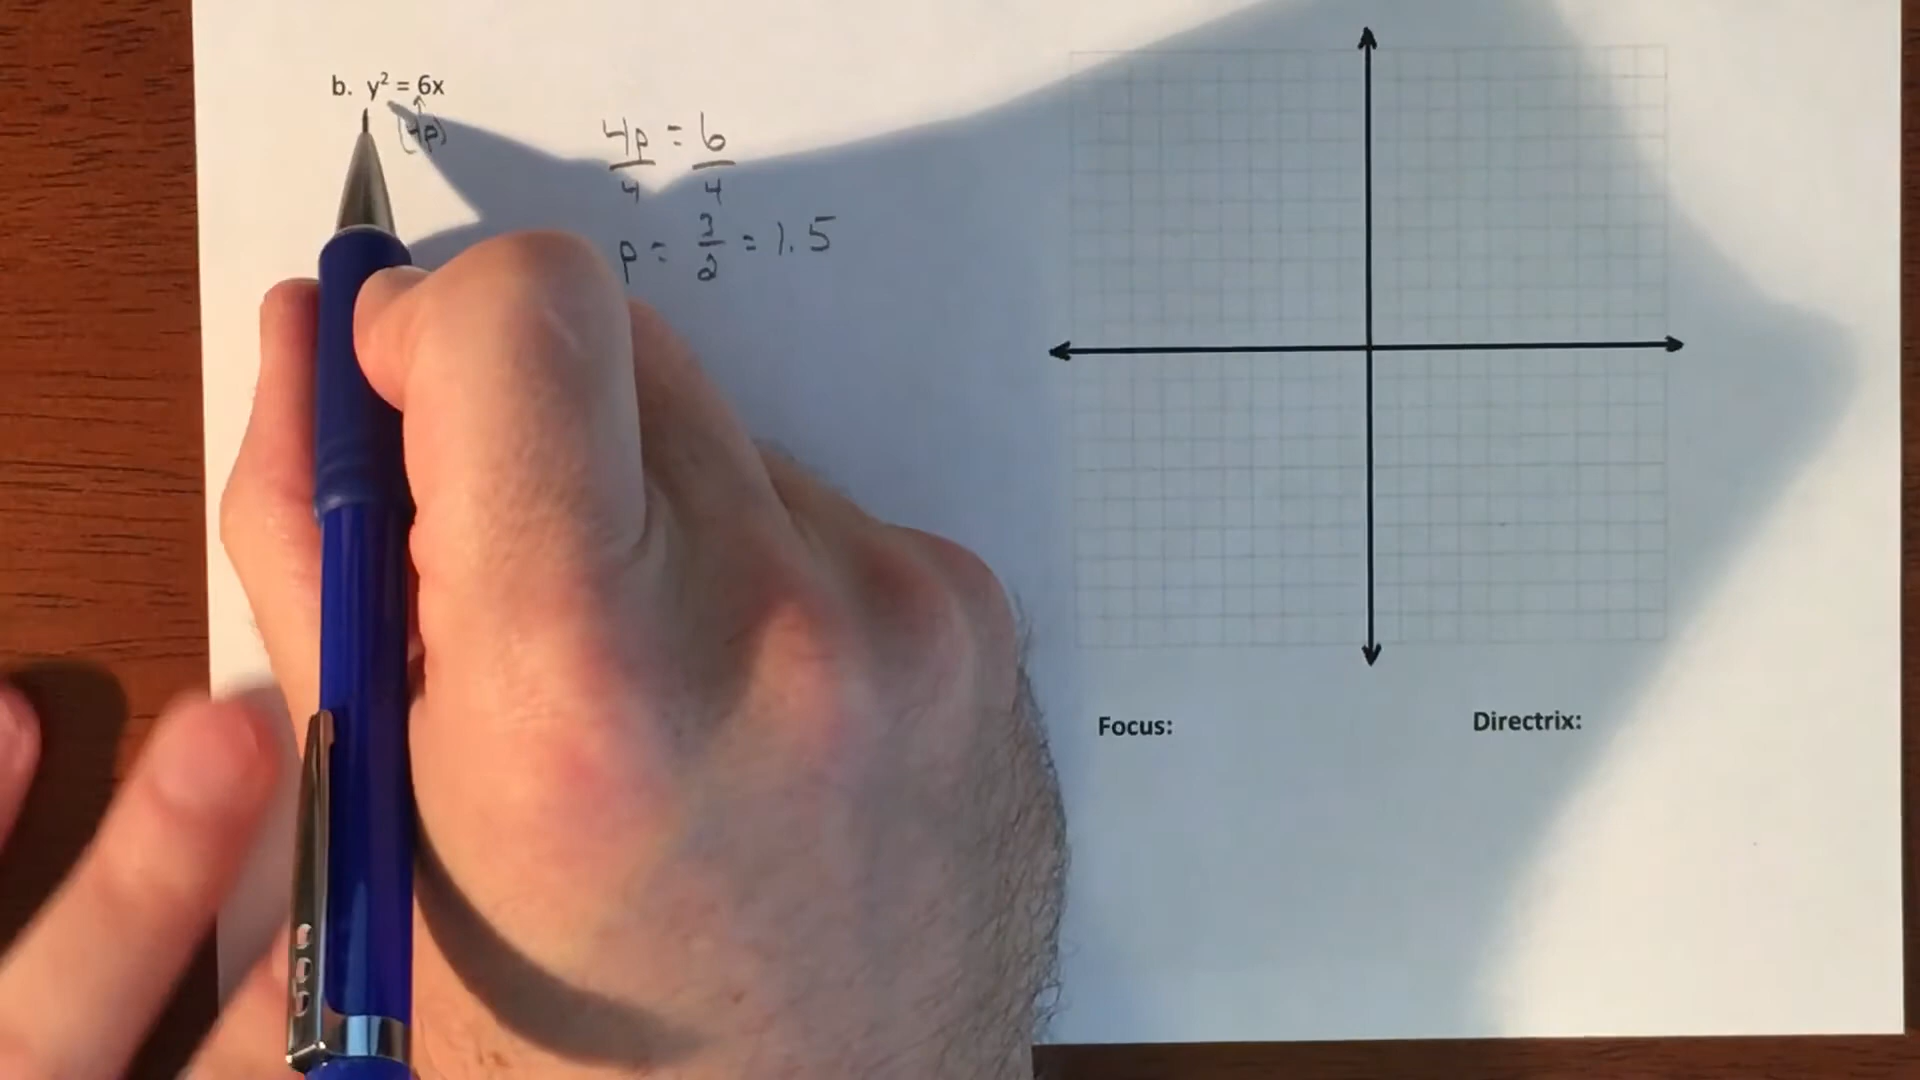 b. y² = 6x
(4p)
4p = 6
4 4
p = 3/2 = 1.5
Focus:
Directrix: